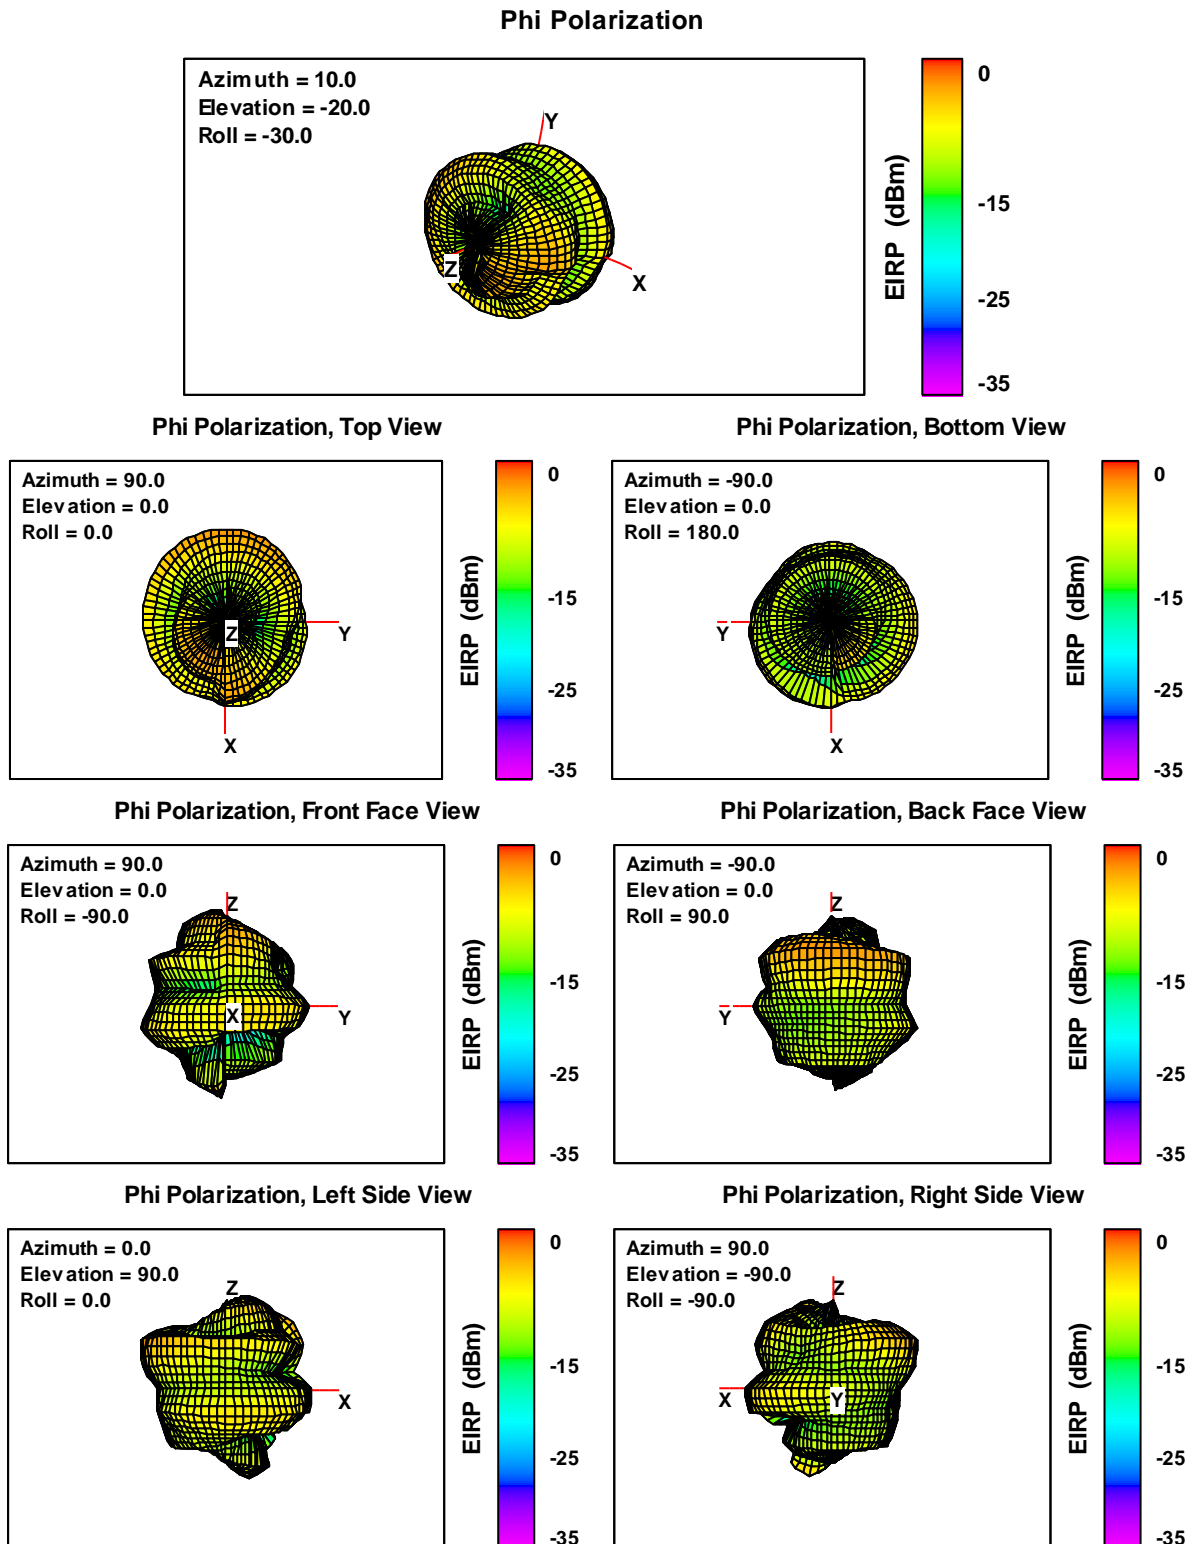 Phi Polarization
Azimuth = 10.0
Elevation = -20.0
Roll = -30.0
Y
X
Z
EIRP (dBm)
0
-15
-25
-35
Phi Polarization, Top View
Azimuth = 90.0
Elevation = 0.0
Roll = 0.0
Z
Y
X
EIRP (dBm)
0
-15
-25
-35
Phi Polarization, Bottom View
Azimuth = -90.0
Elevation = 0.0
Roll = 180.0
Y
X
EIRP (dBm)
0
-15
-25
-35
Phi Polarization, Front Face View
Azimuth = 90.0
Elevation = 0.0
Roll = -90.0
Z
X
Y
EIRP (dBm)
0
-15
-25
-35
Phi Polarization, Back Face View
Azimuth = -90.0
Elevation = 0.0
Roll = 90.0
Z
Y
EIRP (dBm)
0
-15
-25
-35
Phi Polarization, Left Side View
Azimuth = 0.0
Elevation = 90.0
Roll = 0.0
Z
X
EIRP (dBm)
0
-15
-25
-35
Phi Polarization, Right Side View
Azimuth = 90.0
Elevation = -90.0
Roll = -90.0
Z
X
Y
EIRP (dBm)
0
-15
-25
-35